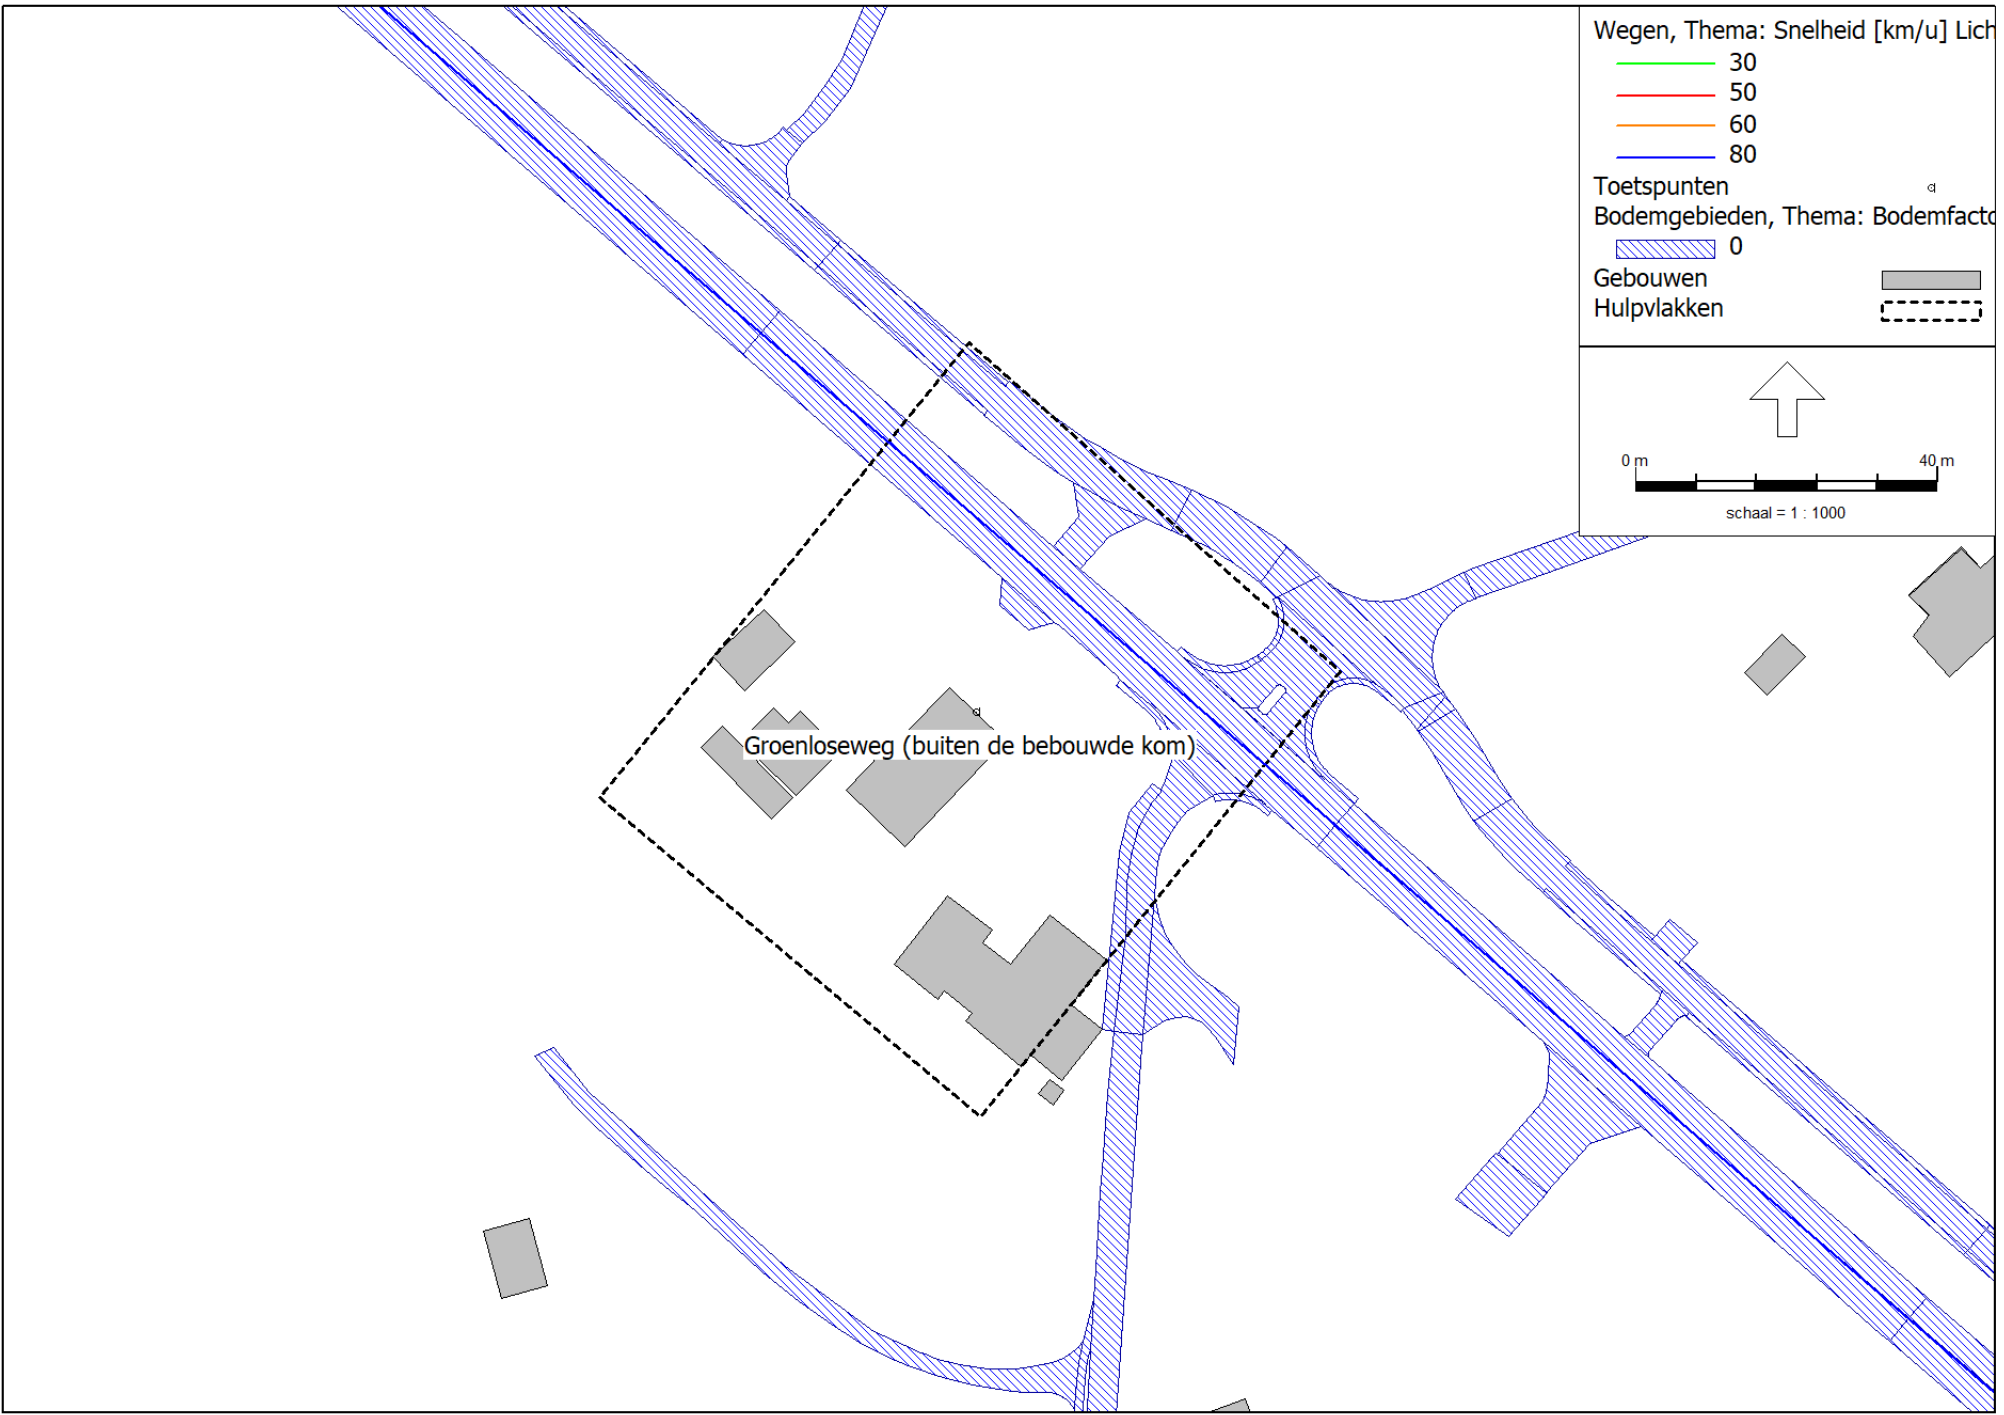 Wegen, Thema: Snelheid [km/u] Lich
30
50
60
80
Toetspunten
Bodemgebieden, Thema: Bodemfacto
0
Gebouwen
Hulpvlakken
0 m 40 m
schaal = 1 : 1000
Groenloseweg (buiten de bebouwde kom)